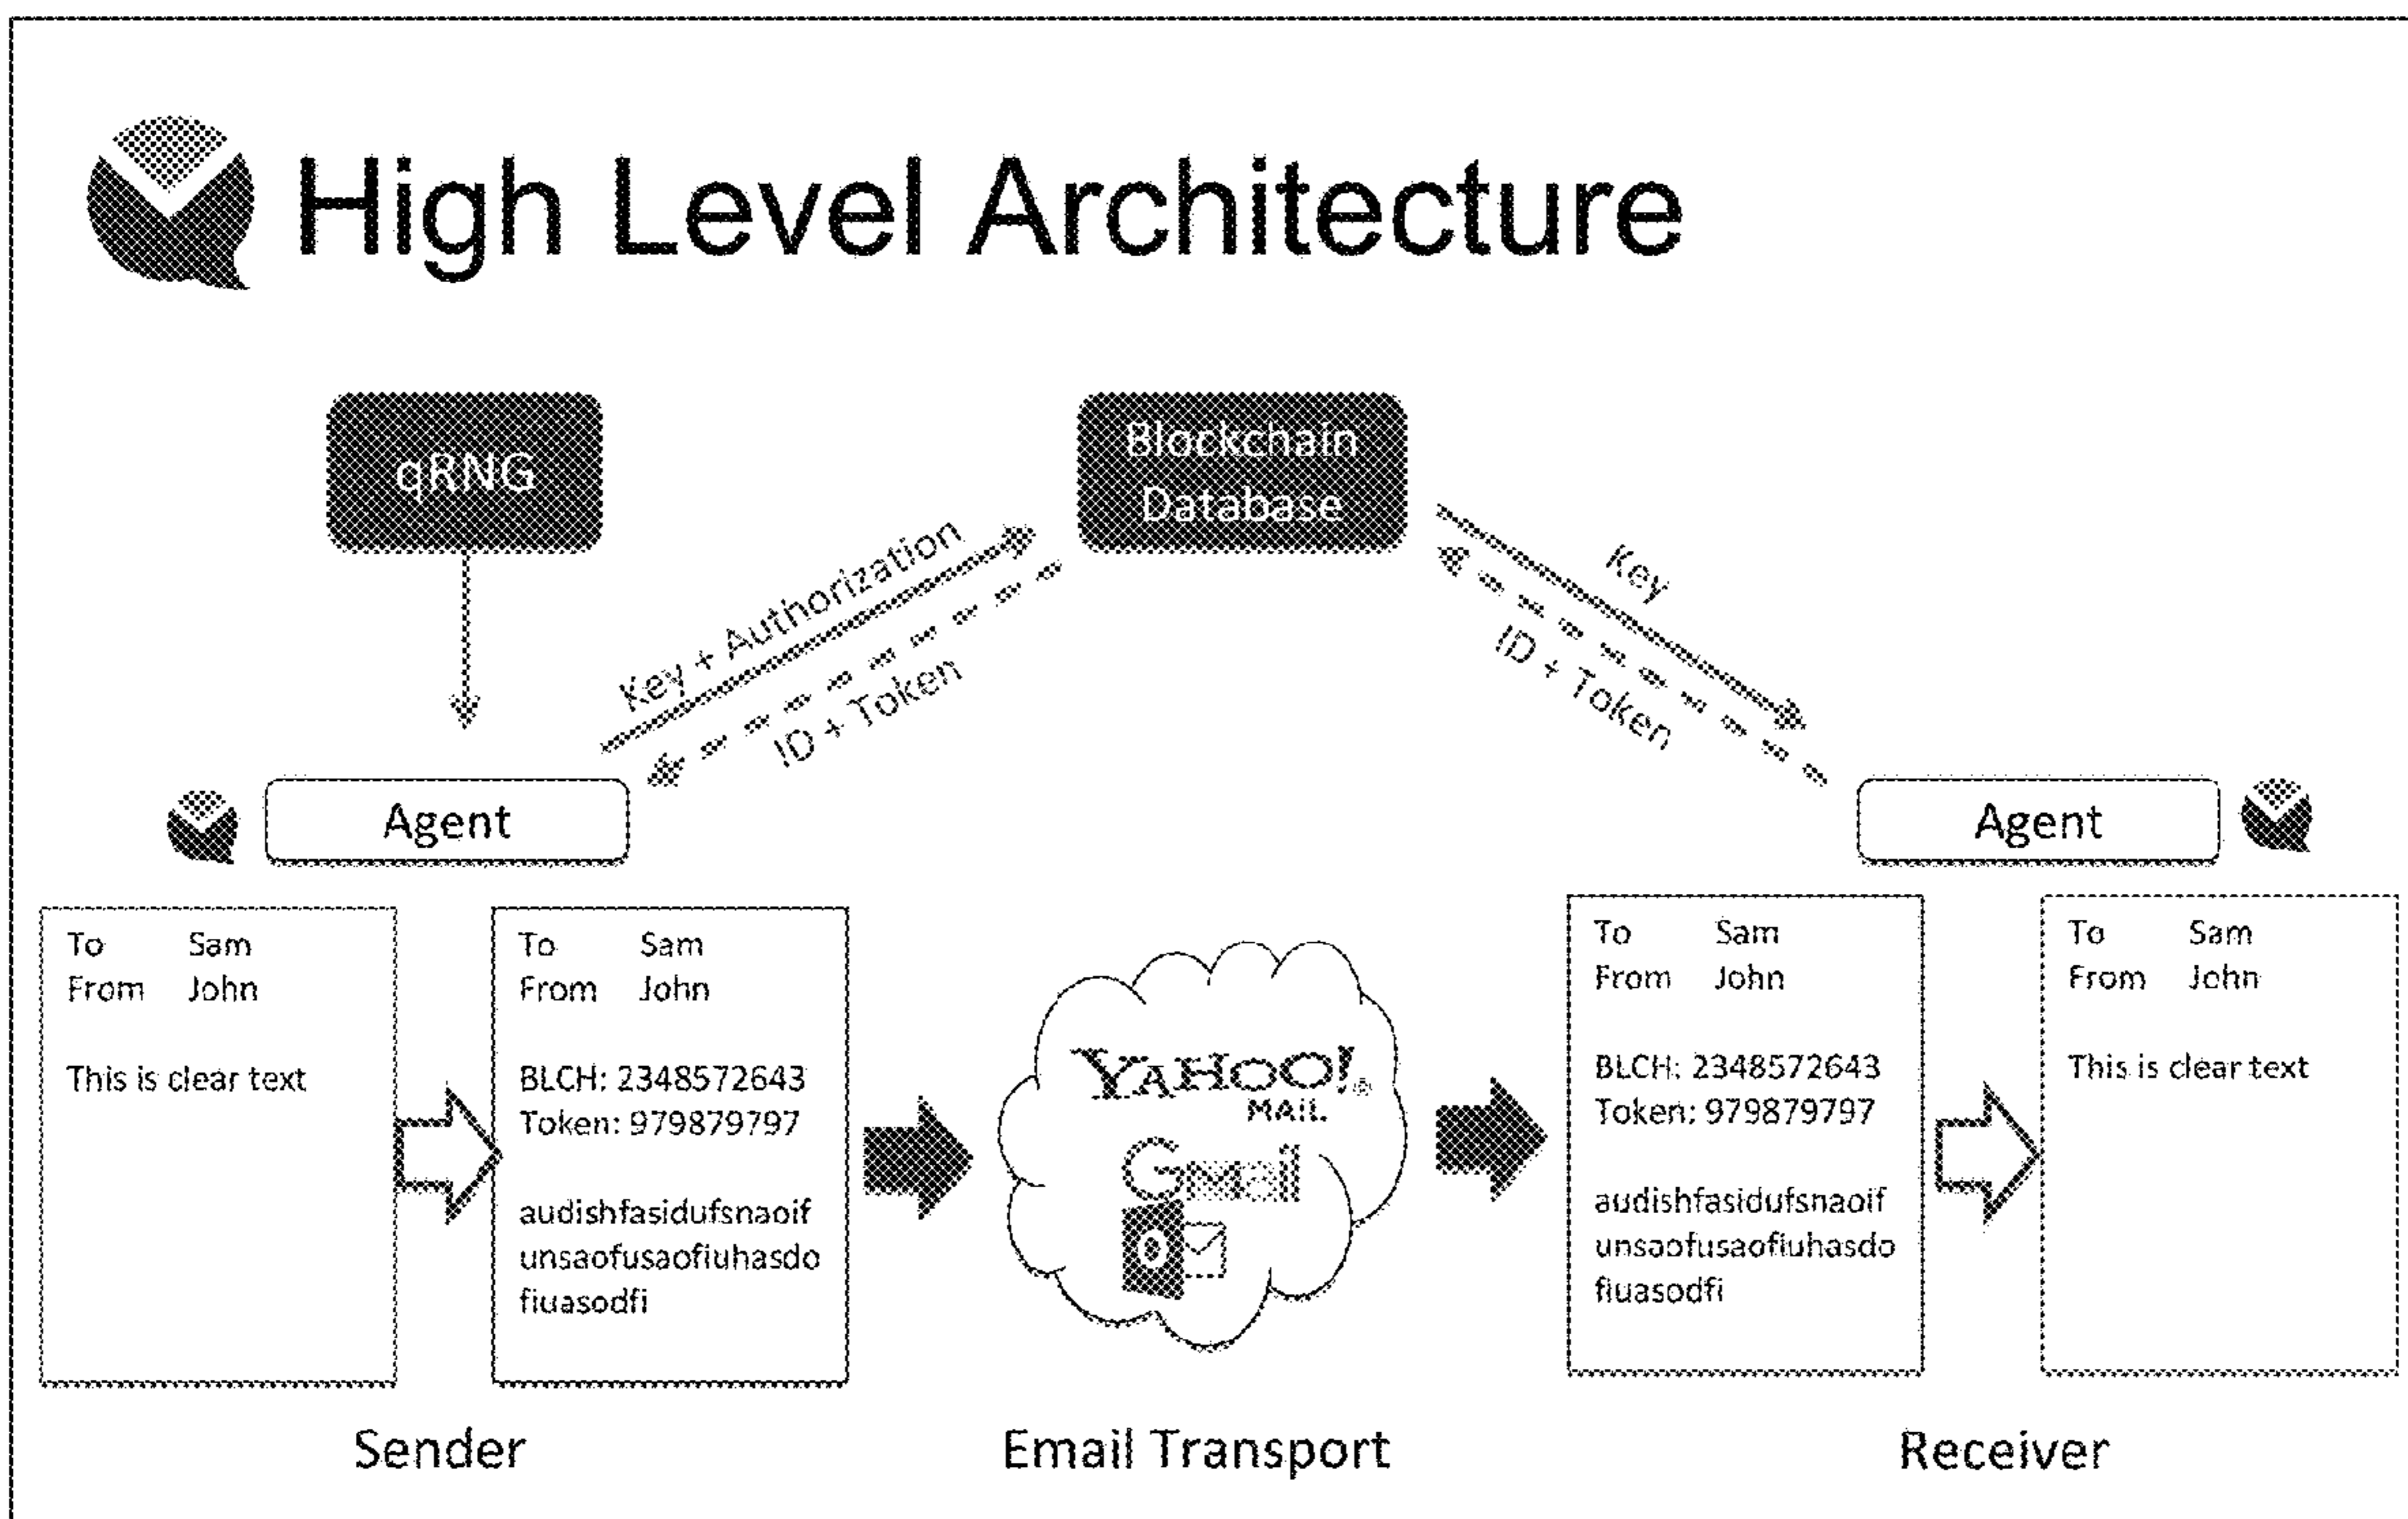 High Level Architecture
qRNG
Blockchain
Database
Key + Authorization
ID + Token
Key
ID + Token
Agent
Agent
To Sam
From John
This is clear text
To Sam
From John
BLCH: 2348572643
Token: 979879797
audishfasidufsnaoif
unsaofusaofiuhasdo
fiuasodfi
YAHOO!®
MAIL
Gmail
O
To Sam
From John
BLCH: 2348572643
Token: 979879797
audishfasidufsnaoif
unsaofusaofiuhasdo
fiuasodfi
To Sam
From John
This is clear text
Sender
Email Transport
Receiver